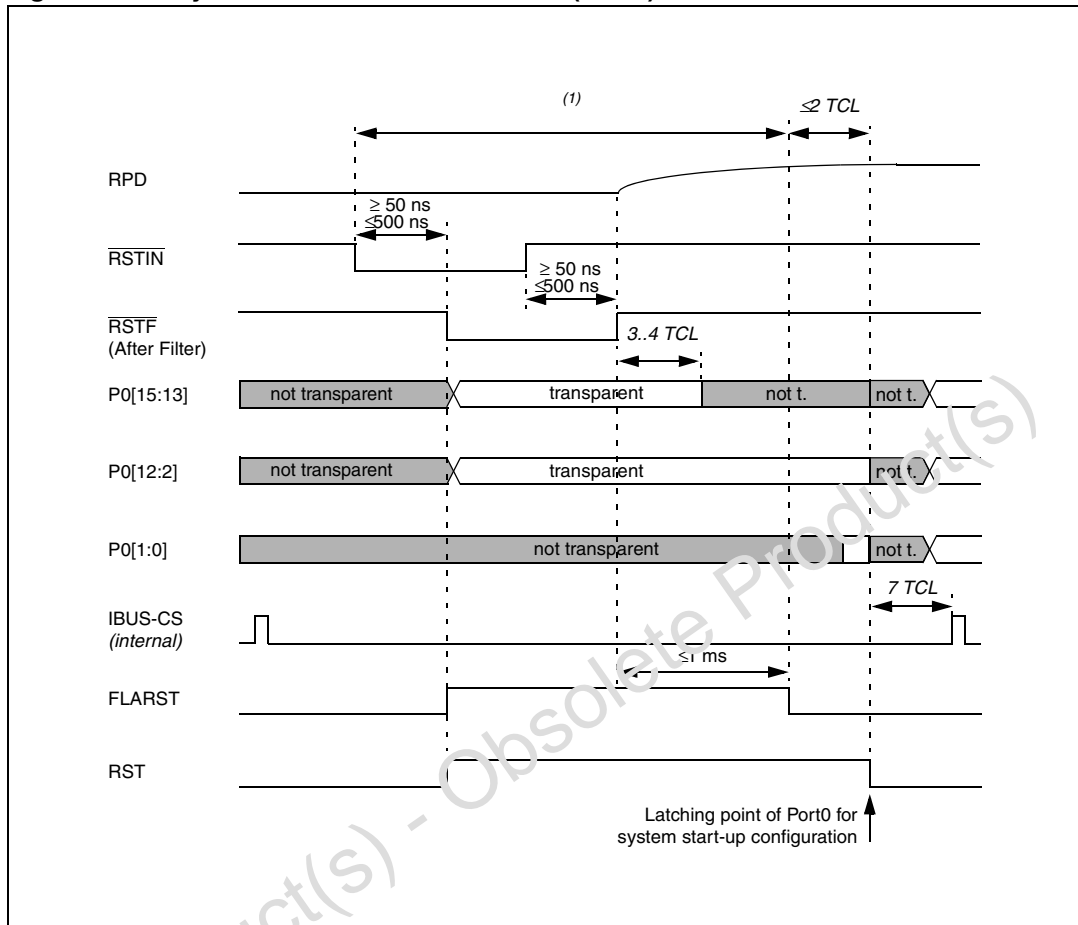 (1)
≤2 TCL
RPD
≥ 50 ns
≤500 ns
RSTIN
≥ 50 ns
≤500 ns
RSTF
(After Filter)
3..4 TCL
P0[15:13]
not transparent
transparent
not t.
not t.
P0[12:2]
not transparent
transparent
not t.
P0[1:0]
not transparent
not t.
7 TCL
IBUS-CS
(internal)
≤1 ms
FLARST
RST
Latching point of Port0 for
system start-up configuration
uct(s) - Obsolete Product(s)